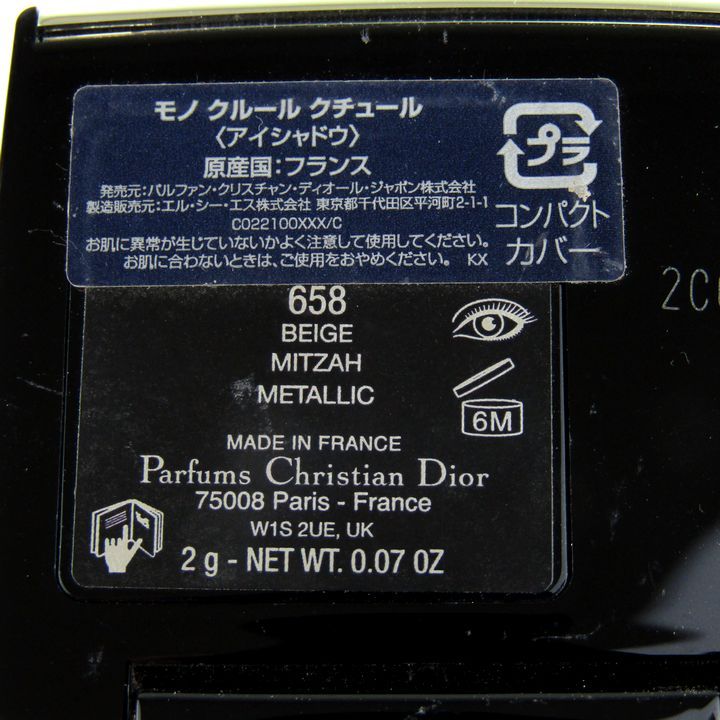 モノ クルール クチュール
〈アイシャドウ〉
原産国：フランス
発売元：パルファン・クリスチャン・ディオール・ジャポン株式会社
製造販売元：エル・シー・エス株式会社 東京都千代田区平河町2-1-1
C022100XXX/C
お肌に異常が生じていないかよく注意して使用してください。
お肌に合わないときは、ご使用をおやめください。 KX
プラ
コンパクト
カバー
658
BEIGE
MITZAH
METALLIC
6M
MADE IN FRANCE
Parfums Christian Dior
75008 Paris - France
W1S 2UE, UK
2 g - NET WT. 0.07 OZ